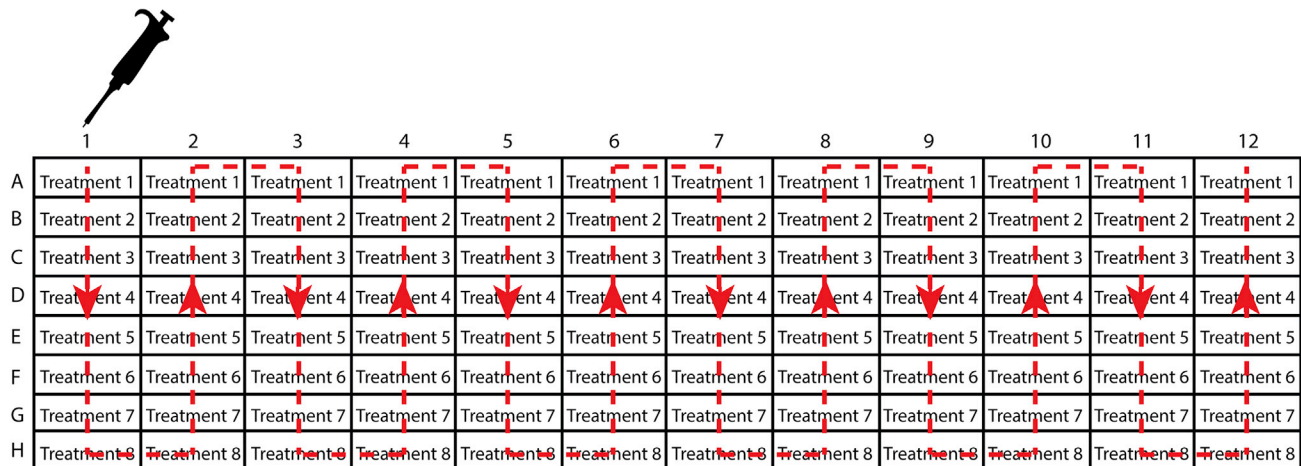 1 2 3 4 5 6 7 8 9 10 11 12
A Treatment 1 Treatment 1 Treatment 1 Treatment 1 Treatment 1 Treatment 1 Treatment 1 Treatment 1 Treatment 1 Treatment 1 Treatment 1 Treatment 1
B Treatment 2 Treatment 2 Treatment 2 Treatment 2 Treatment 2 Treatment 2 Treatment 2 Treatment 2 Treatment 2 Treatment 2 Treatment 2 Treatment 2
C Treatment 3 Treatment 3 Treatment 3 Treatment 3 Treatment 3 Treatment 3 Treatment 3 Treatment 3 Treatment 3 Treatment 3 Treatment 3 Treatment 3
D Treatment 4 Treatment 4 Treatment 4 Treatment 4 Treatment 4 Treatment 4 Treatment 4 Treatment 4 Treatment 4 Treatment 4 Treatment 4 Treatment 4
E Treatment 5 Treatment 5 Treatment 5 Treatment 5 Treatment 5 Treatment 5 Treatment 5 Treatment 5 Treatment 5 Treatment 5 Treatment 5 Treatment 5
F Treatment 6 Treatment 6 Treatment 6 Treatment 6 Treatment 6 Treatment 6 Treatment 6 Treatment 6 Treatment 6 Treatment 6 Treatment 6 Treatment 6
G Treatment 7 Treatment 7 Treatment 7 Treatment 7 Treatment 7 Treatment 7 Treatment 7 Treatment 7 Treatment 7 Treatment 7 Treatment 7 Treatment 7
H Treatment 8 Treatment 8 Treatment 8 Treatment 8 Treatment 8 Treatment 8 Treatment 8 Treatment 8 Treatment 8 Treatment 8 Treatment 8 Treatment 8